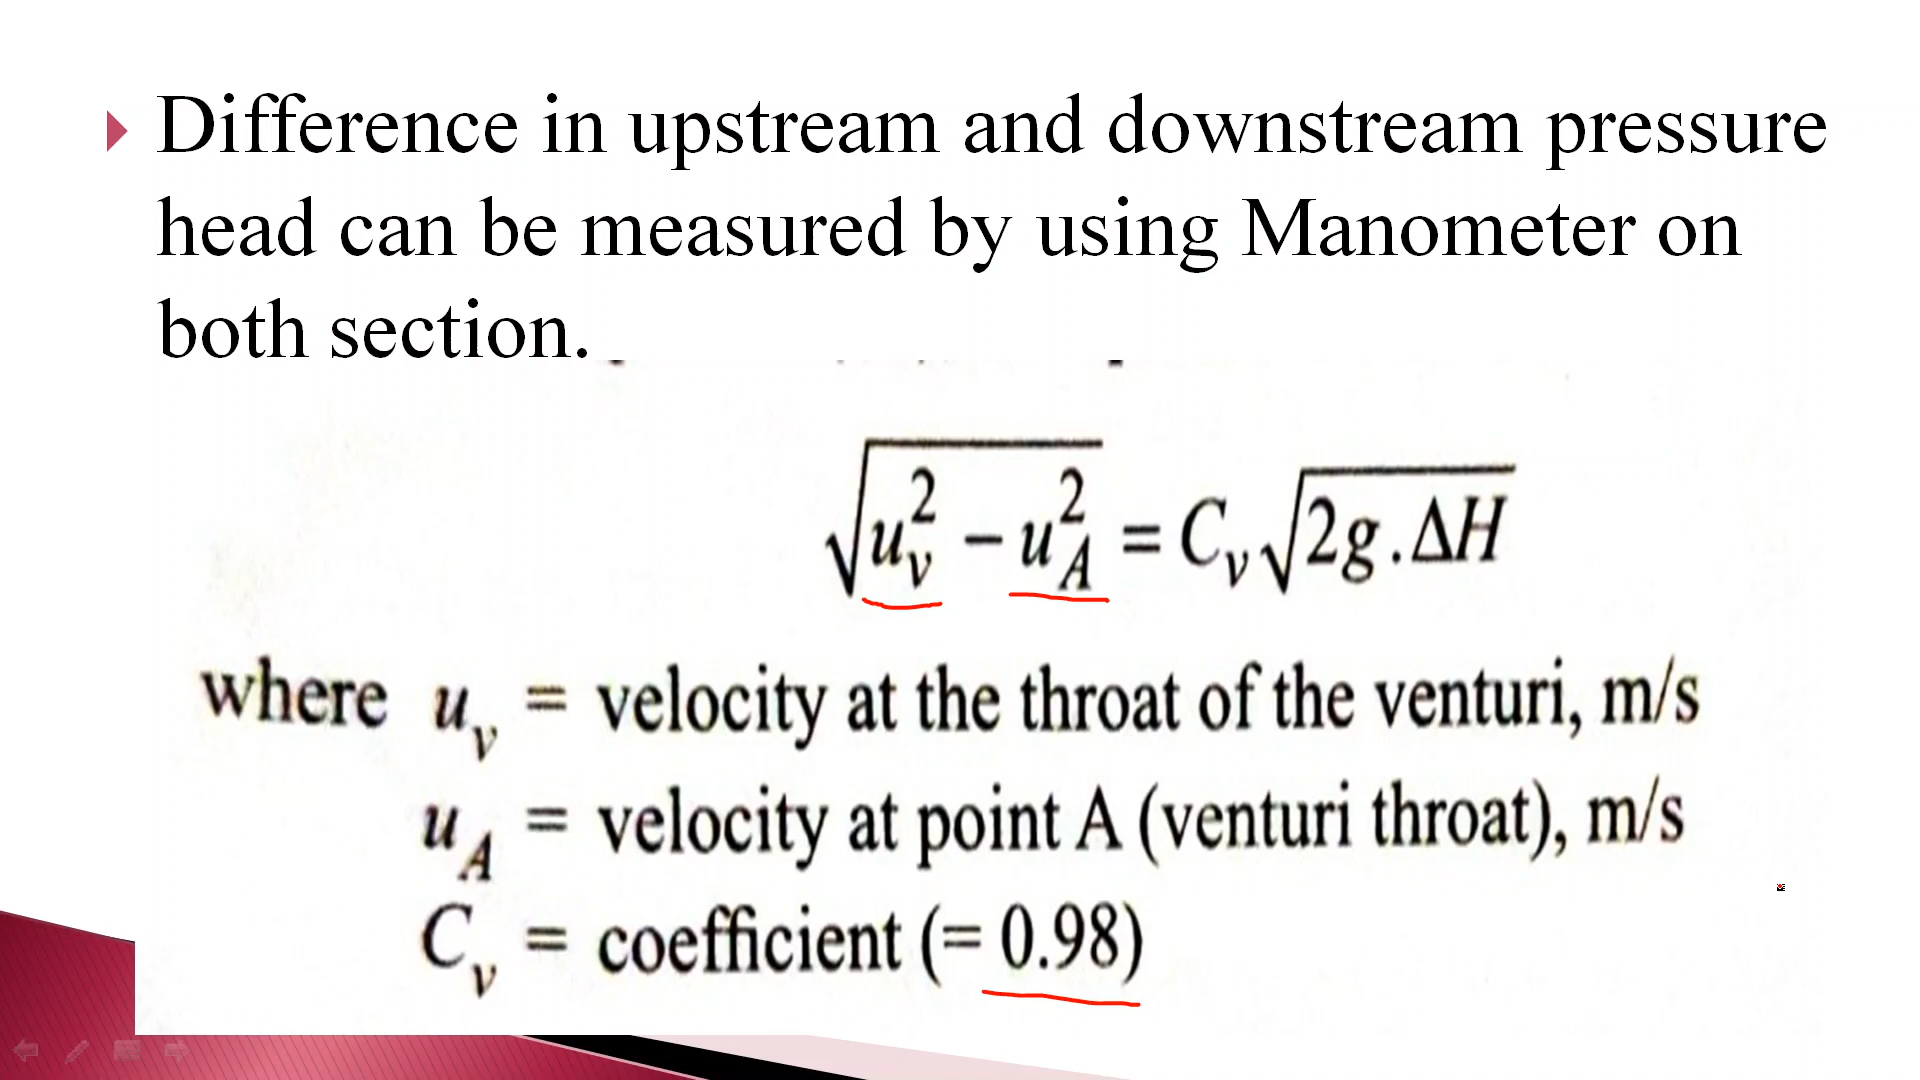 Difference in upstream and downstream pressure
head can be measured by using Manometer on
both section.
√(u_v² − u_A²) = C_v √(2g.ΔH)
where u_v = velocity at the throat of the venturi, m/s
u_A = velocity at point A (venturi throat), m/s
C_v = coefficient (= 0.98)